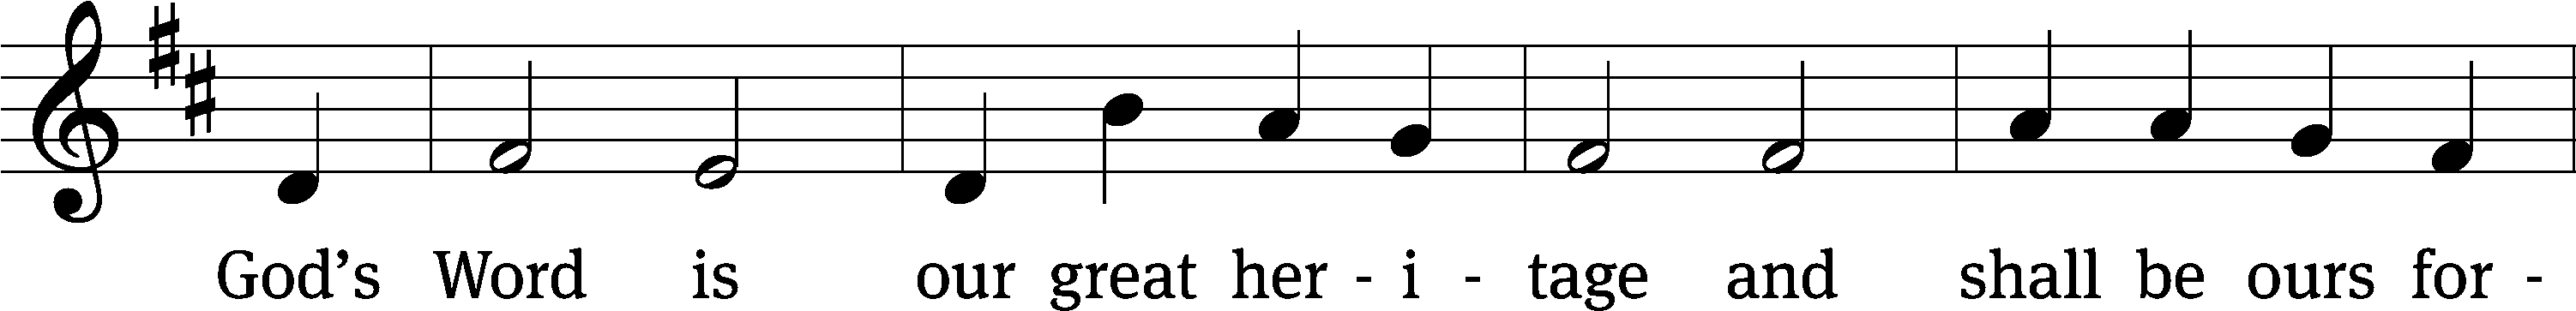 God’s Word is our great her - i - tage and shall be ours for -